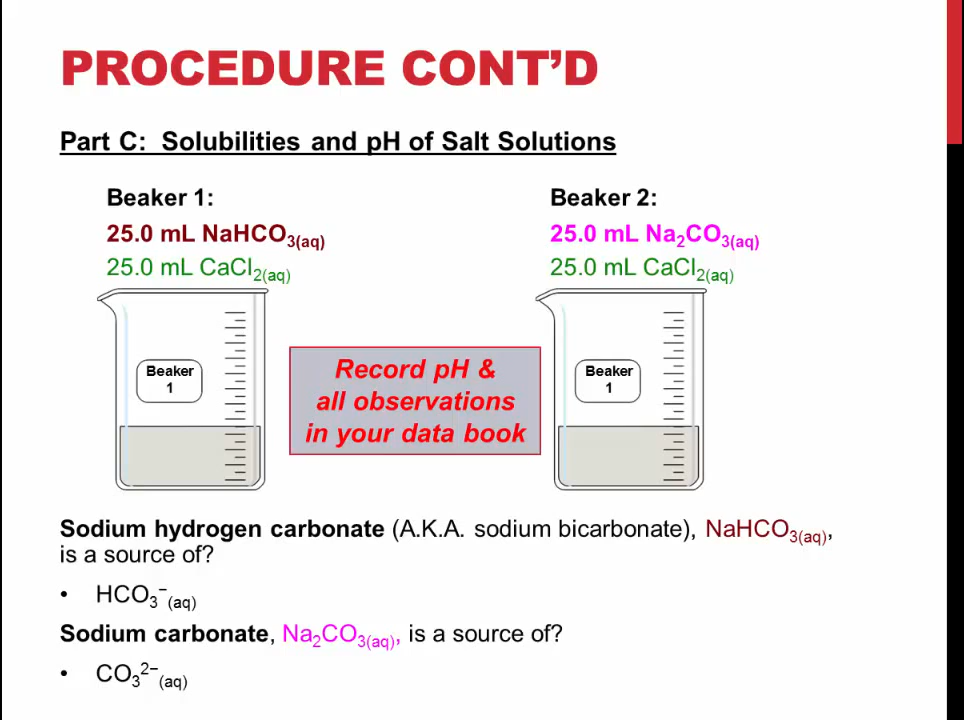 PROCEDURE CONT’D
Part C:  Solubilities and pH of Salt Solutions
Beaker 1:
25.0 mL NaHCO3(aq)
25.0 mL CaCl2(aq)
Beaker 2:
25.0 mL Na2CO3(aq)
25.0 mL CaCl2(aq)
Beaker
1
Record pH &
all observations
in your data book
Beaker
1
Sodium hydrogen carbonate (A.K.A. sodium bicarbonate), NaHCO3(aq),
is a source of?
• HCO3−(aq)
Sodium carbonate, Na2CO3(aq), is a source of?
• CO32−(aq)